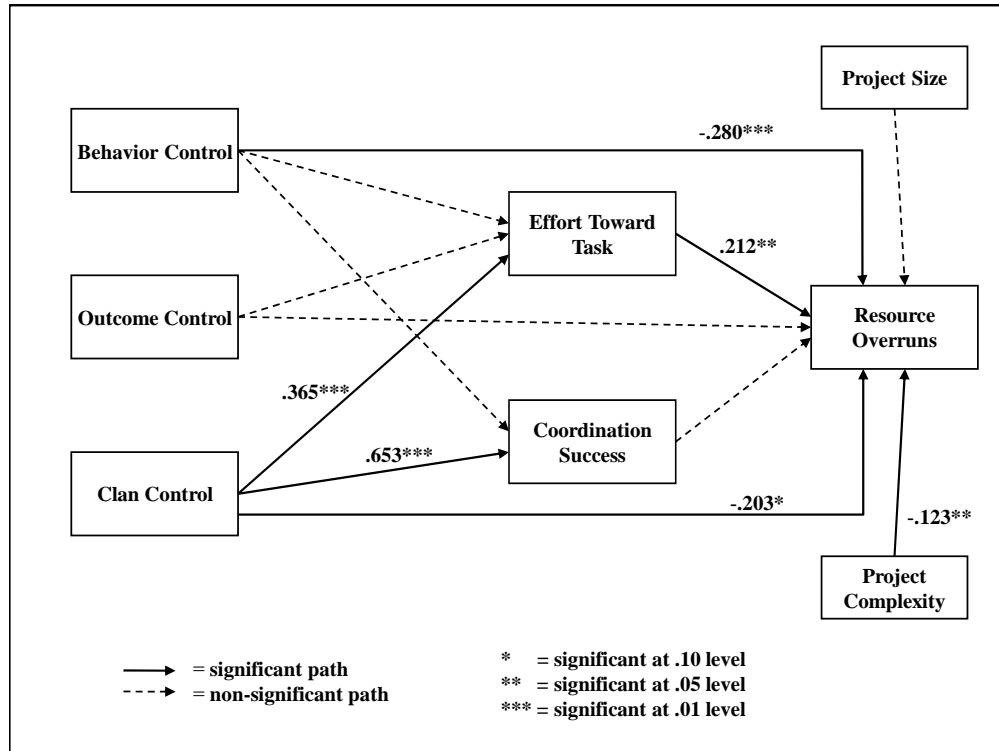 Project Size
-.280***
Behavior Control
Effort Toward
Task
.212**
Outcome Control
Resource
Overruns
.365***
Coordination
Success
.653***
Clan Control
-.203*
-.123**
Project
Complexity
= significant path
= non-significant path
* = significant at .10 level
** = significant at .05 level
*** = significant at .01 level